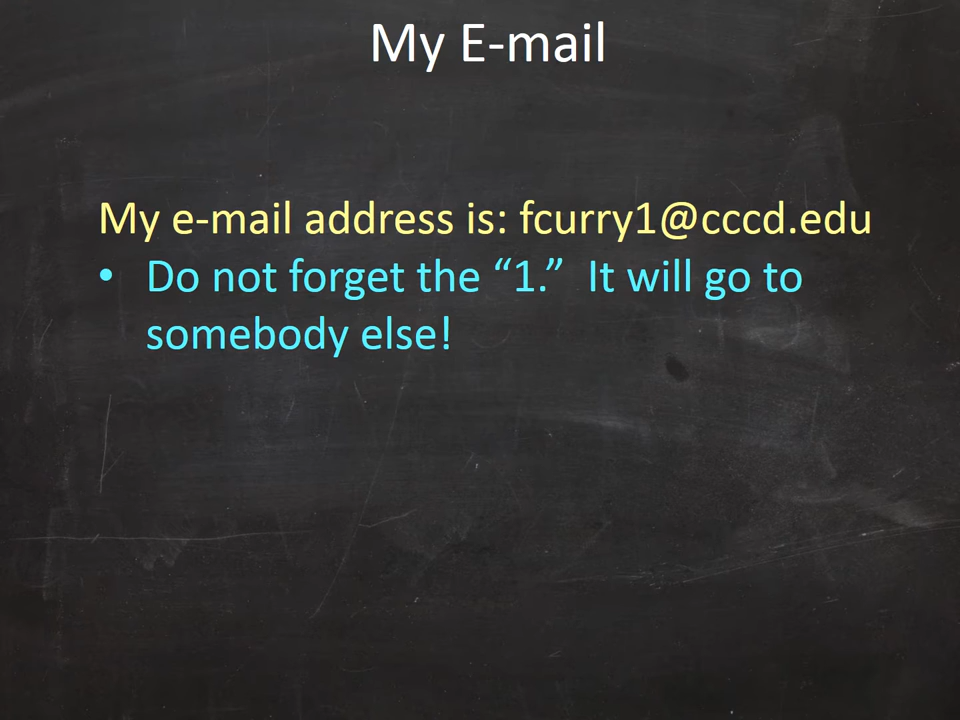 My E-mail
My e-mail address is: fcurry1@cccd.edu
• Do not forget the “1.”  It will go to
somebody else!